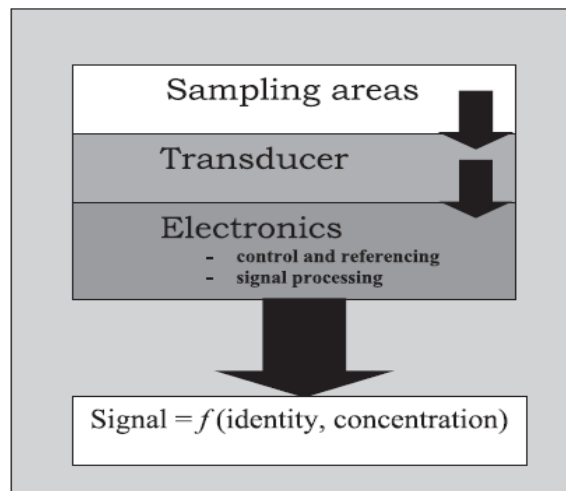 Sampling areas
Transducer
Electronics
- control and referencing
- signal processing
Signal = f (identity, concentration)